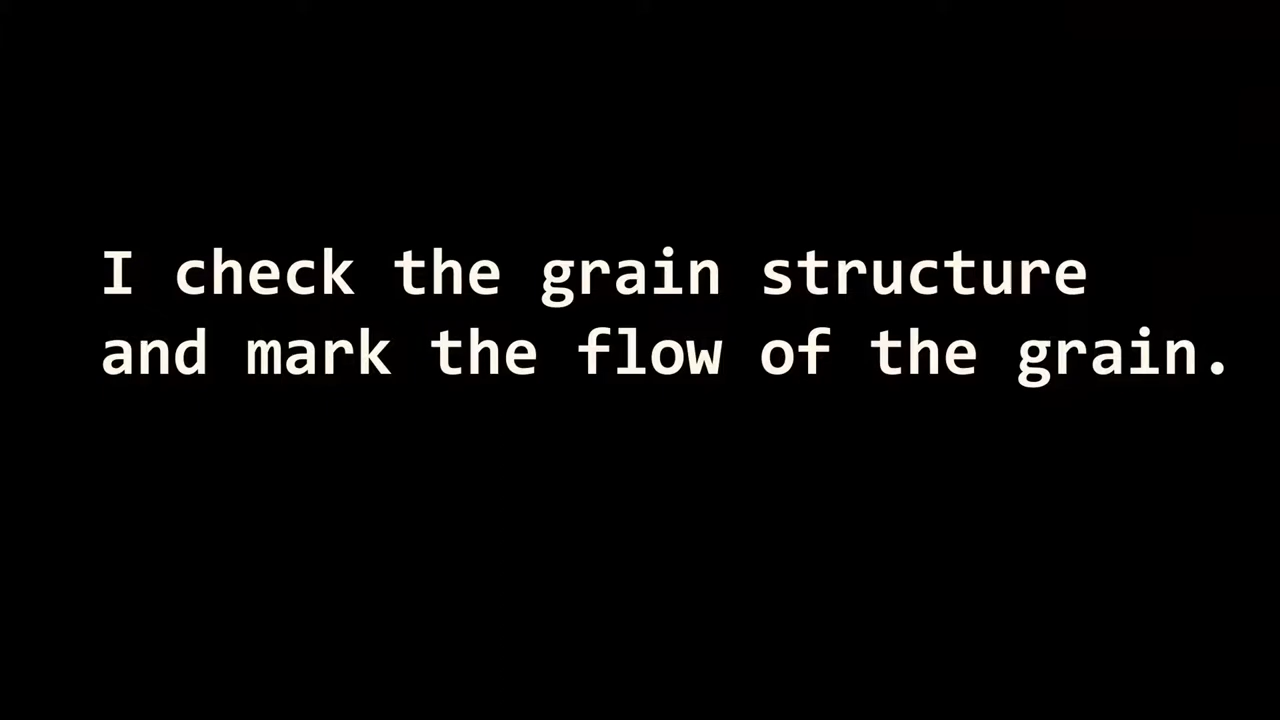 I check the grain structure
and mark the flow of the grain.